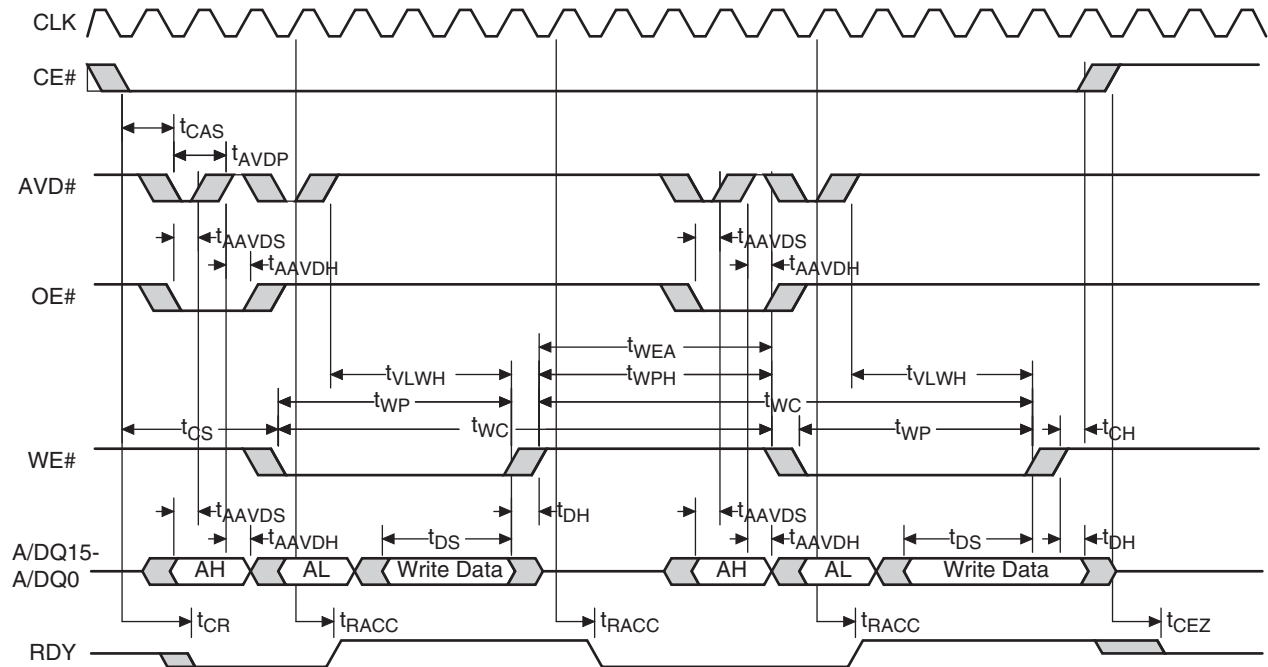 CLK
CE#
tCAS
tAVDP
AVD#
tAAVDS tAAVDS
tAAVDH tAAVDH
OE#
tWEA
tVLWH tWPH tVLWH
tWP tWC
tCS tWC tWP tCH
WE#
tAAVDS tDH tAAVDS
A/DQ15- tAAVDH tDS tAAVDH tDS tDH
A/DQ0 AH AL Write Data AH AL Write Data
tCR tRACC tRACC tRACC tCEZ
RDY